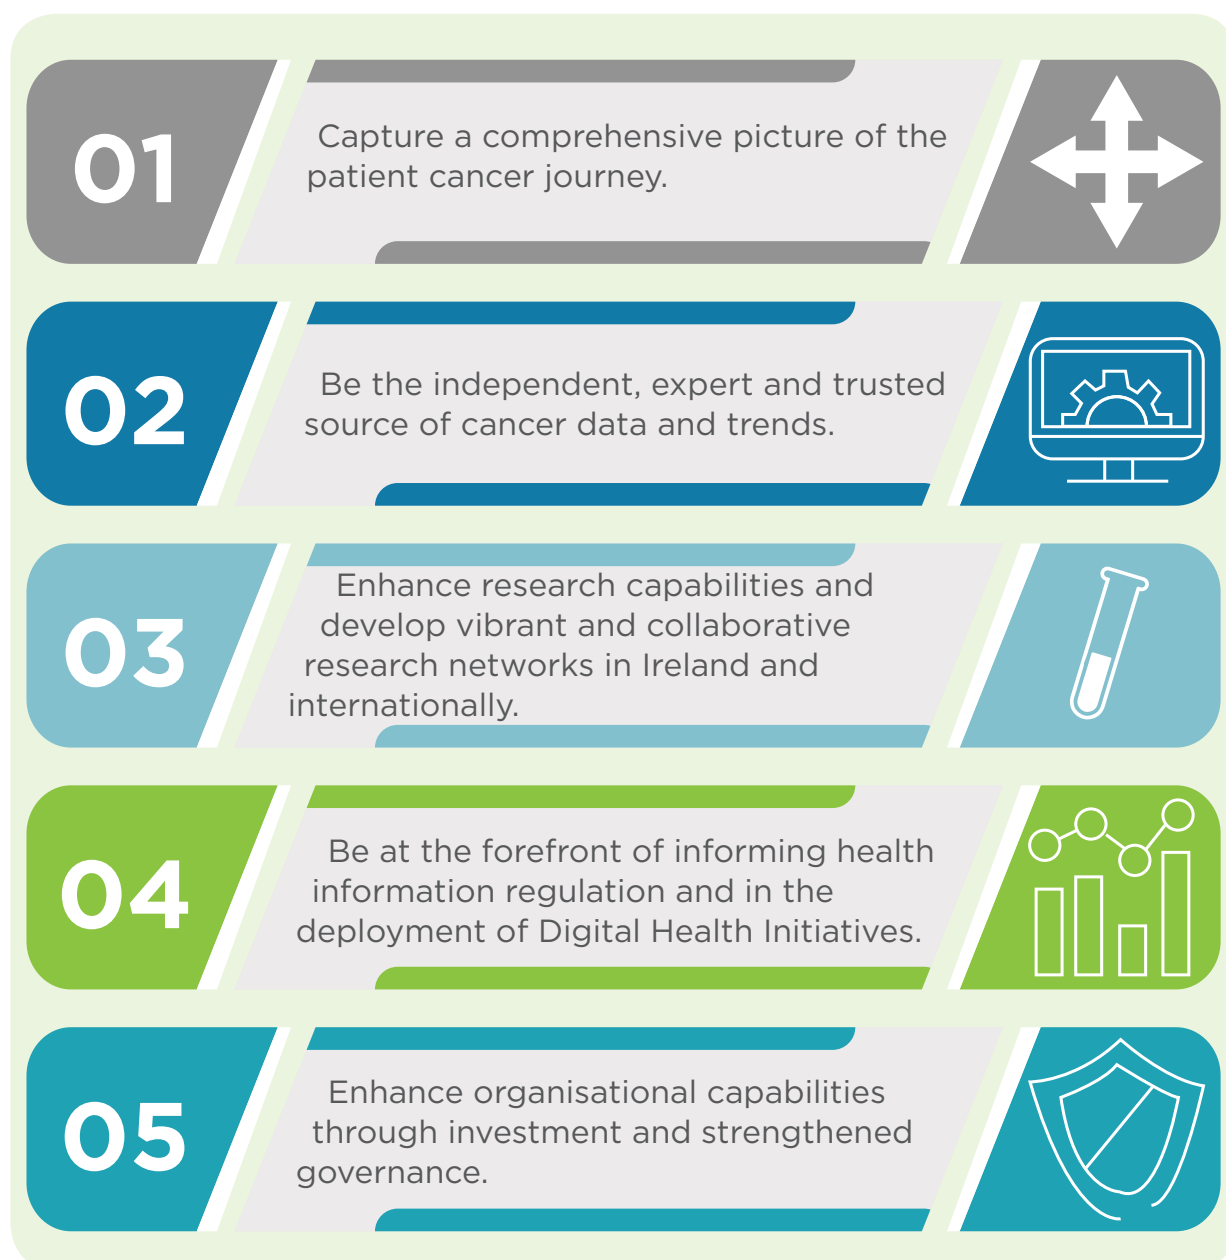 01
Capture a comprehensive picture of the
patient cancer journey.
02
Be the independent, expert and trusted
source of cancer data and trends.
03
Enhance research capabilities and
develop vibrant and collaborative
research networks in Ireland and
internationally.
04
Be at the forefront of informing health
information regulation and in the
deployment of Digital Health Initiatives.
05
Enhance organisational capabilities
through investment and strengthened
governance.